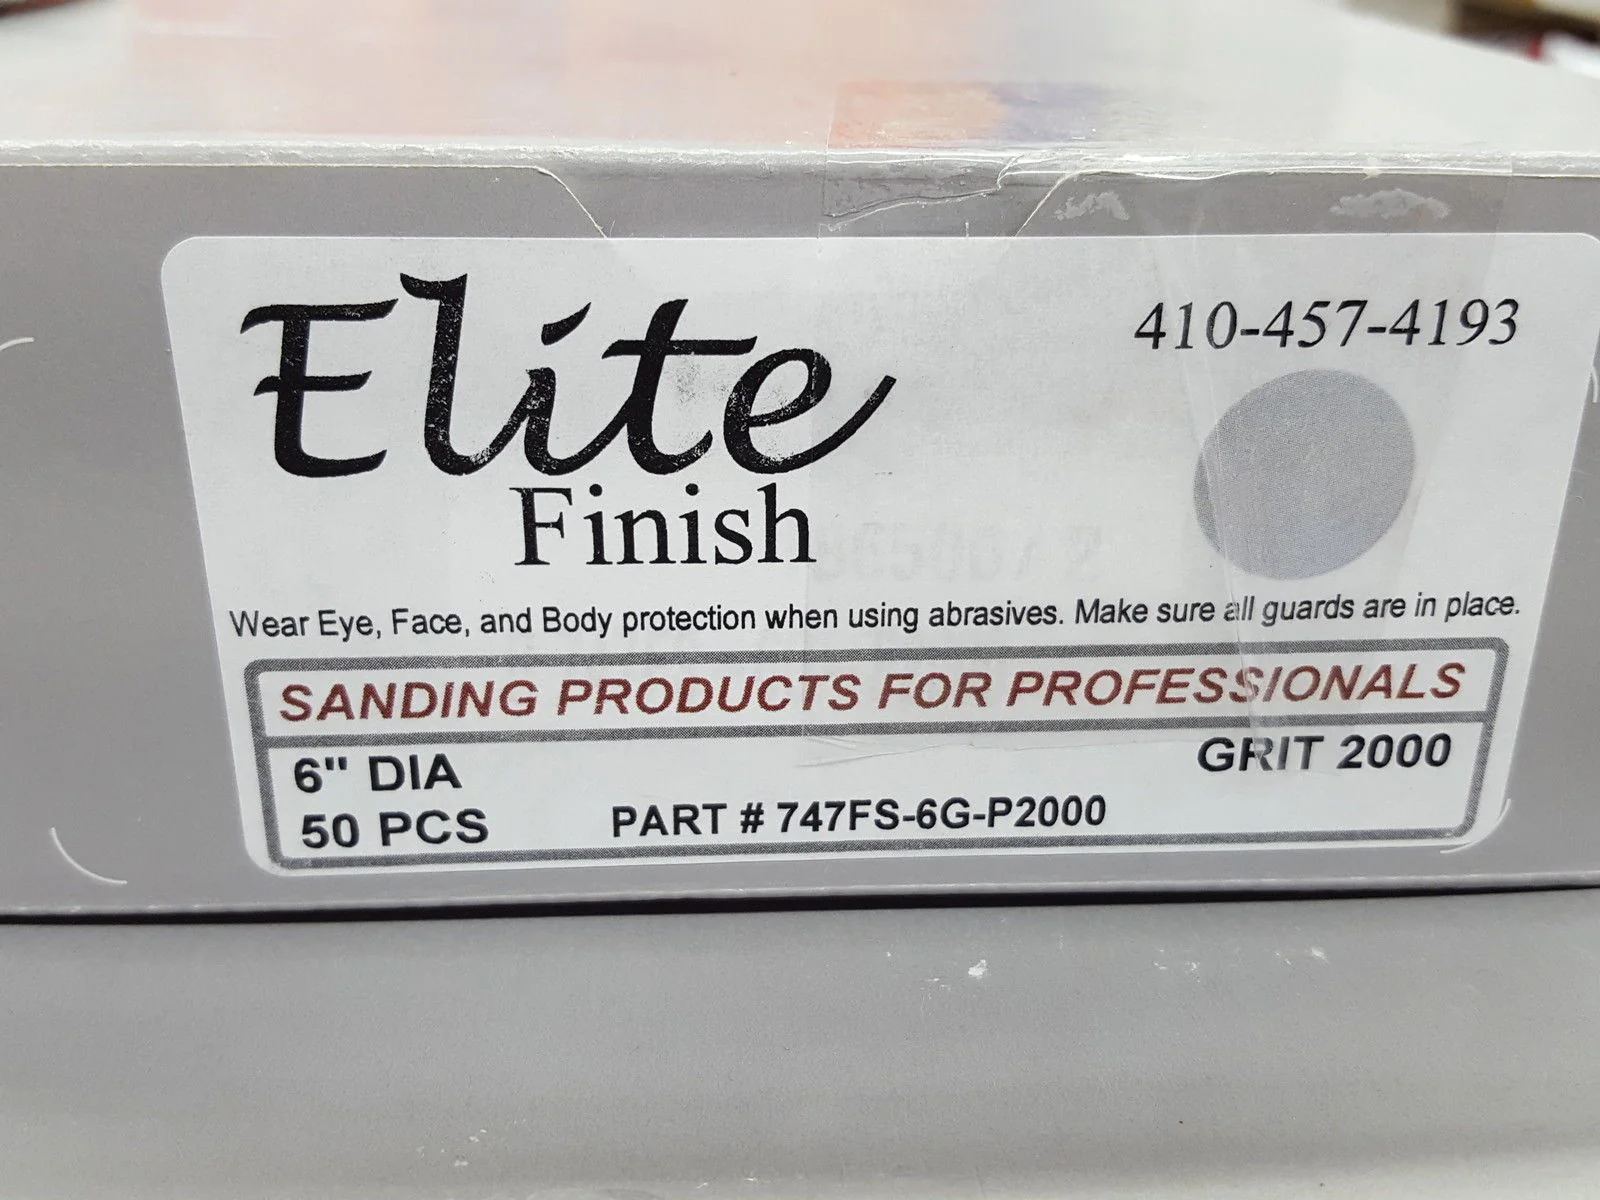 Elite
Finish
410-457-4193
Wear Eye, Face, and Body protection when using abrasives. Make sure all guards are in place.
SANDING PRODUCTS FOR PROFESSIONALS
6" DIA
GRIT 2000
50 PCS
PART # 747FS-6G-P2000